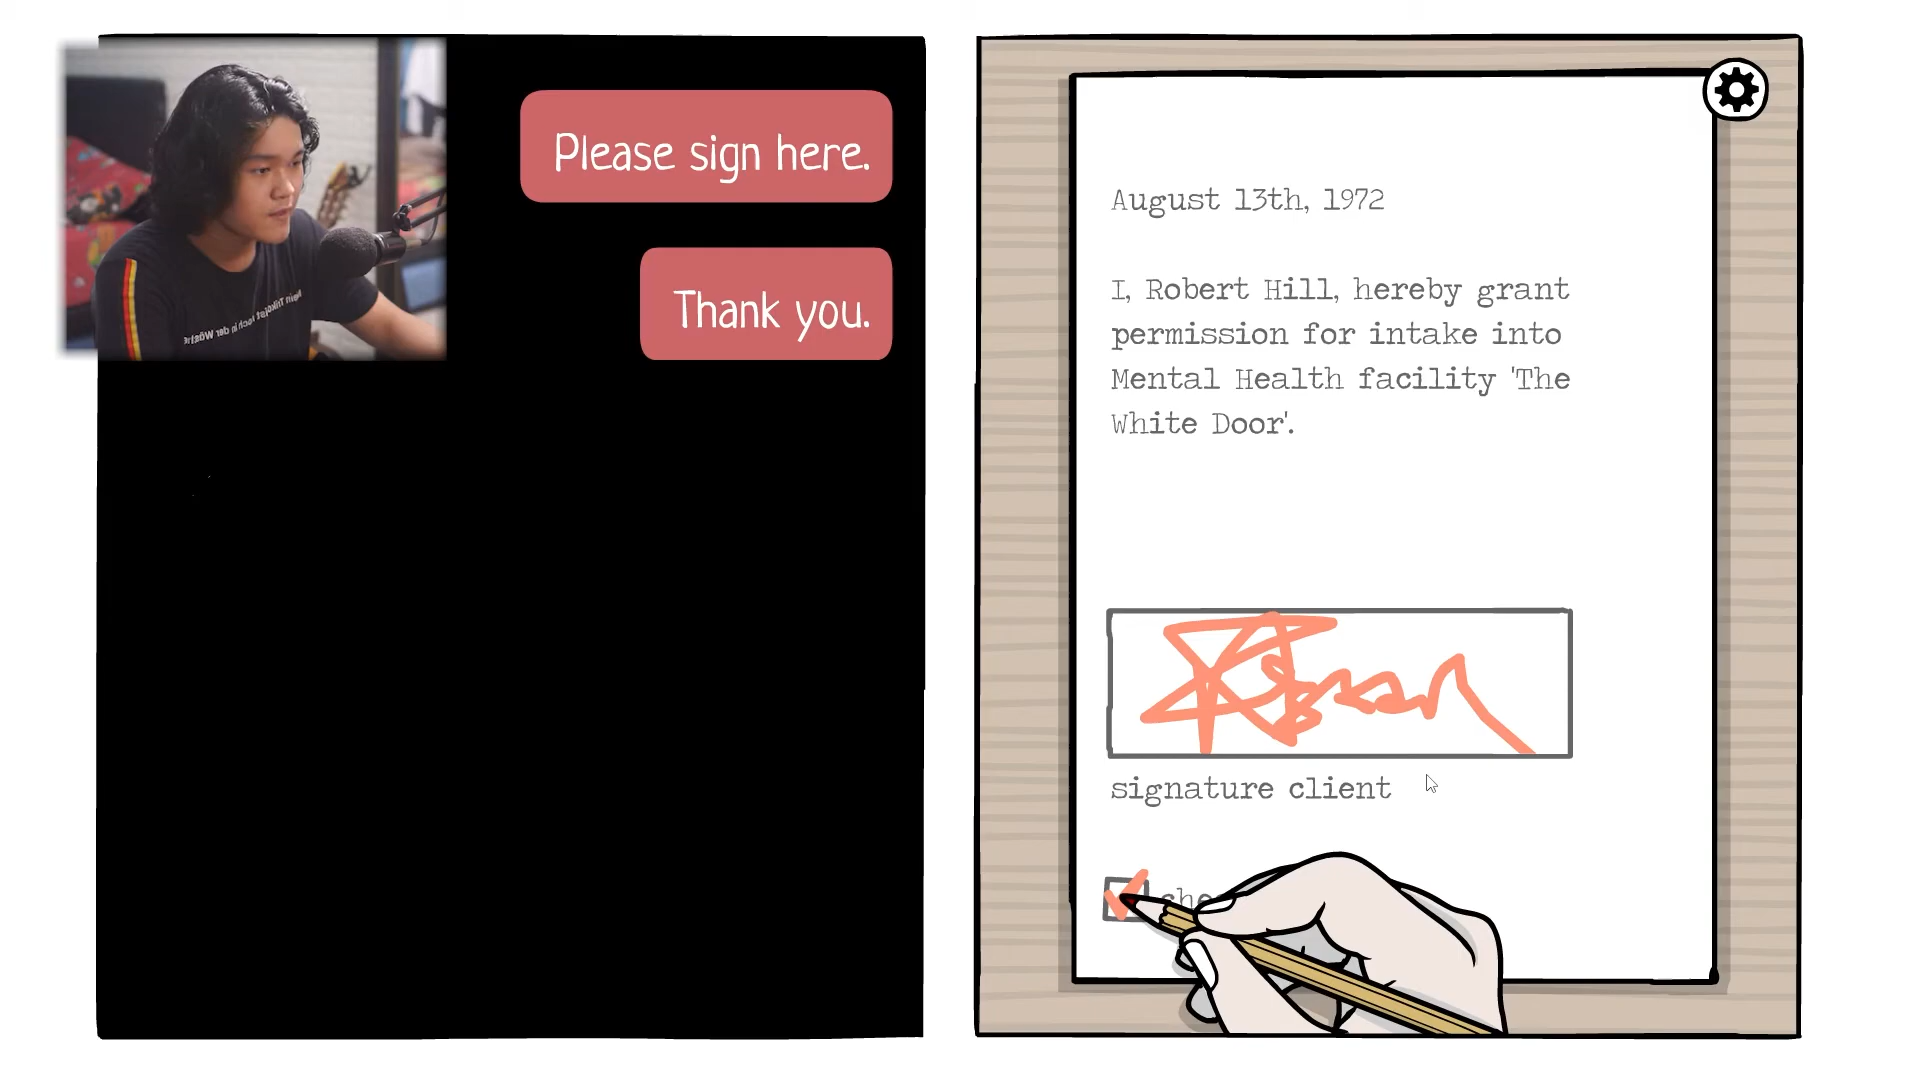 Please sign here.
Thank you.
August 13th, 1972
I, Robert Hill, hereby grant
permission for intake into
Mental Health facility 'The
White Door'.
signature client